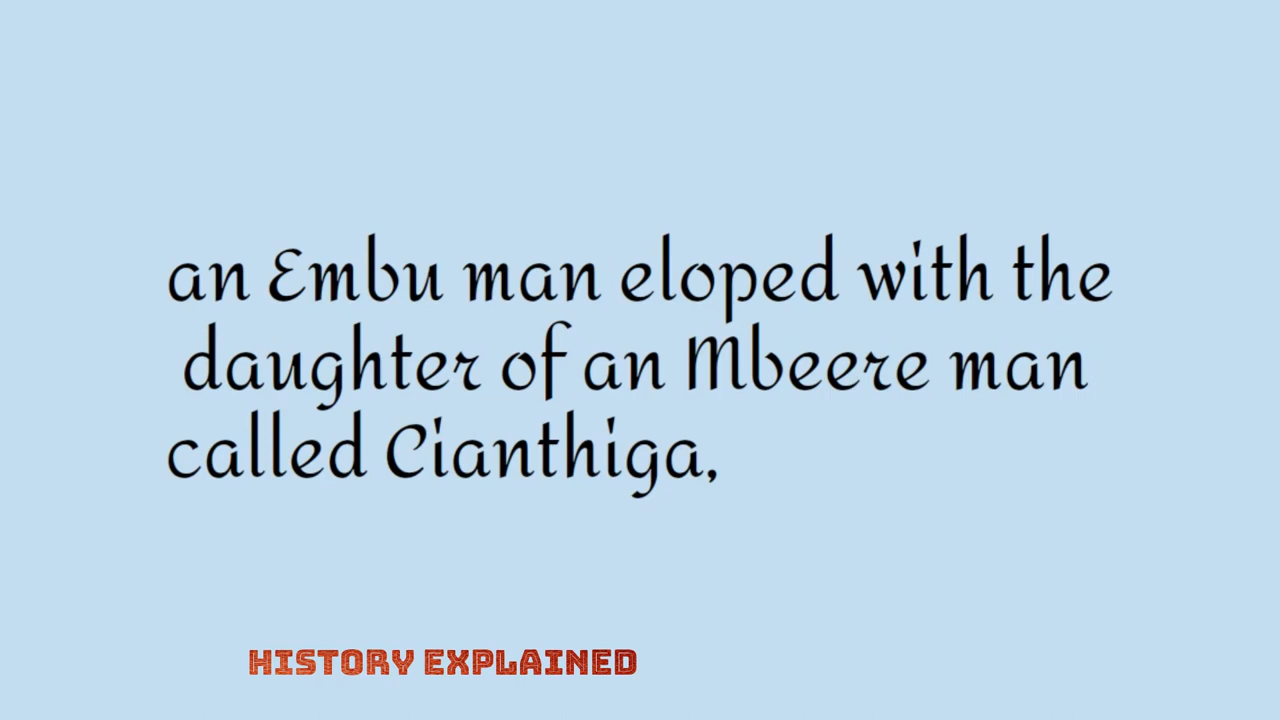 an Embu man eloped with the
daughter of an Mbeere man
called Cianthiga,
HISTORY EXPLAINED